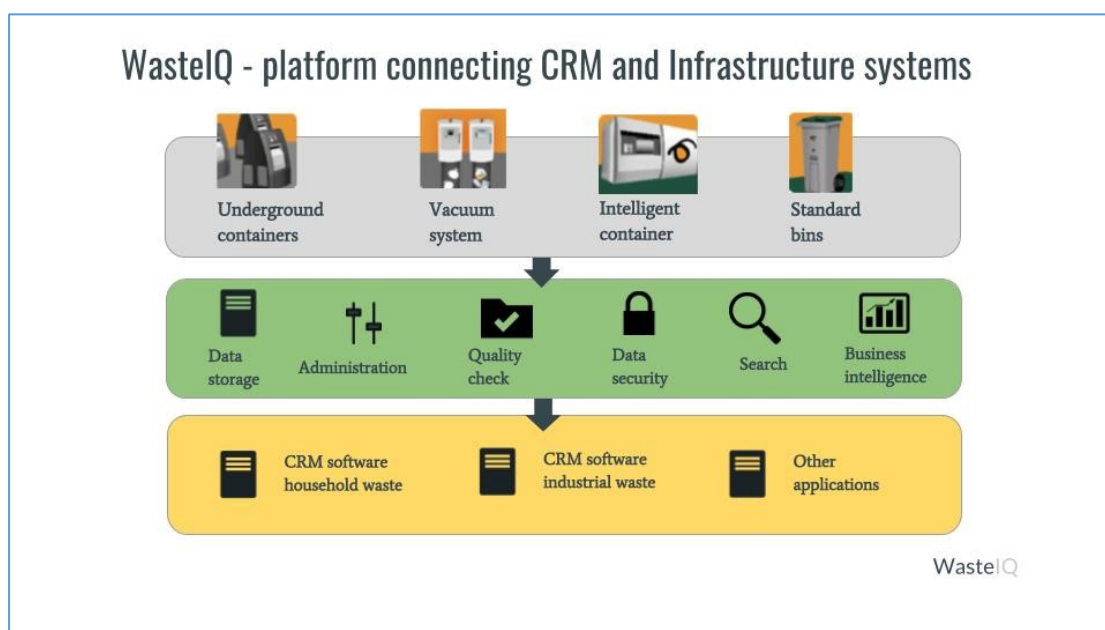 WasteIQ - platform connecting CRM and Infrastructure systems
Underground
containers
Vacuum
system
Intelligent
container
Standard
bins
Data
storage
Administration
Quality
check
Data
security
Search
Business
intelligence
CRM software
household waste
CRM software
industrial waste
Other
applications
WasteIQ